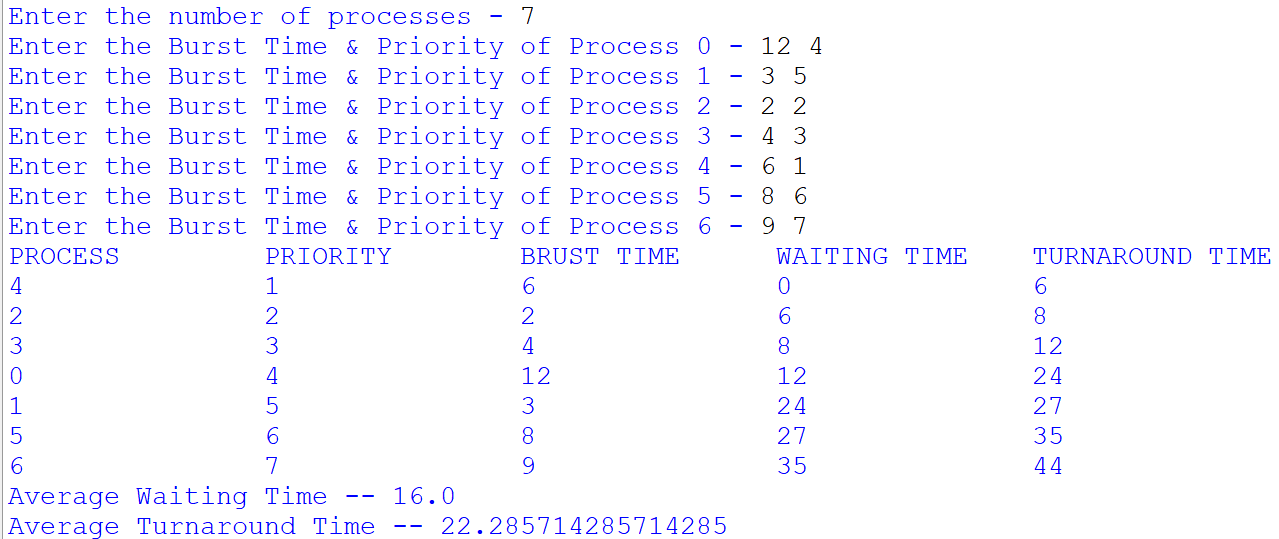 Enter the number of processes - 7
Enter the Burst Time & Priority of Process 0 - 12 4
Enter the Burst Time & Priority of Process 1 - 3 5
Enter the Burst Time & Priority of Process 2 - 2 2
Enter the Burst Time & Priority of Process 3 - 4 3
Enter the Burst Time & Priority of Process 4 - 6 1
Enter the Burst Time & Priority of Process 5 - 8 6
Enter the Burst Time & Priority of Process 6 - 9 7
PROCESS PRIORITY BRUST TIME WAITING TIME TURNAROUND TIME
4 1 6 0 6
2 2 2 6 8
3 3 4 8 12
0 4 12 12 24
1 5 3 24 27
5 6 8 27 35
6 7 9 35 44
Average Waiting Time -- 16.0
Average Turnaround Time -- 22.285714285714285